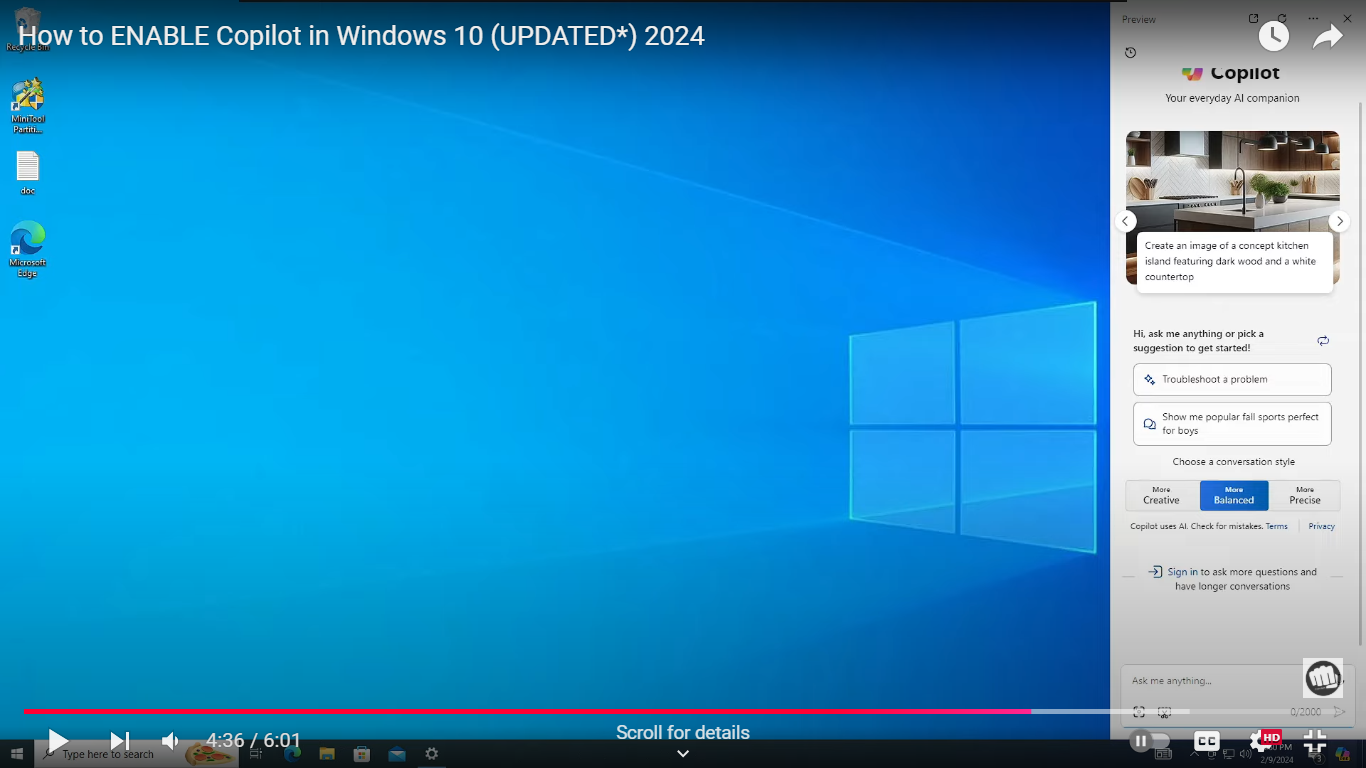 How to ENABLE Copilot in Windows 10 (UPDATED*) 2024
Recycle Bin
MiniTool
Partiti...
doc
Microsoft
Edge
Preview
Copilot
Your everyday AI companion
Create an image of a concept kitchen
island featuring dark wood and a white
countertop
Hi, ask me anything or pick a
suggestion to get started!
Troubleshoot a problem
Show me popular fall sports perfect
for boys
Choose a conversation style
More
Creative
More
Balanced
More
Precise
Copilot uses AI. Check for mistakes. Terms
Privacy
Sign in to ask more questions and
have longer conversations
Ask me anything...
0/2000
Scroll for details
4:36 / 6:01
CC
HD
Type here to search
PM
2/9/2024
3